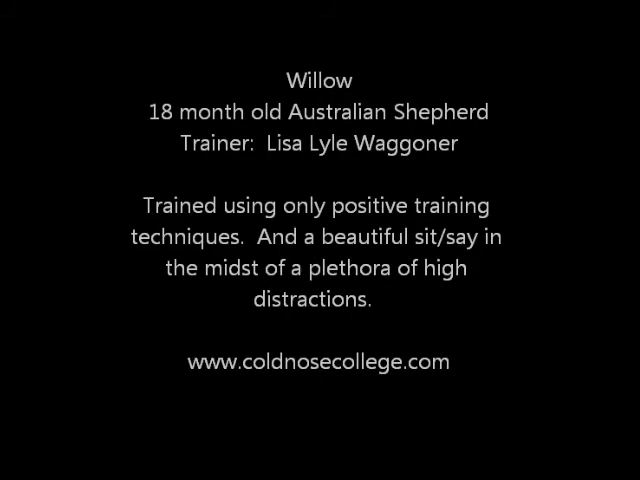 Willow
18 month old Australian Shepherd
Trainer:  Lisa Lyle Waggoner
Trained using only positive training
techniques.  And a beautiful sit/say in
the midst of a plethora of high
distractions.
www.coldnosecollege.com